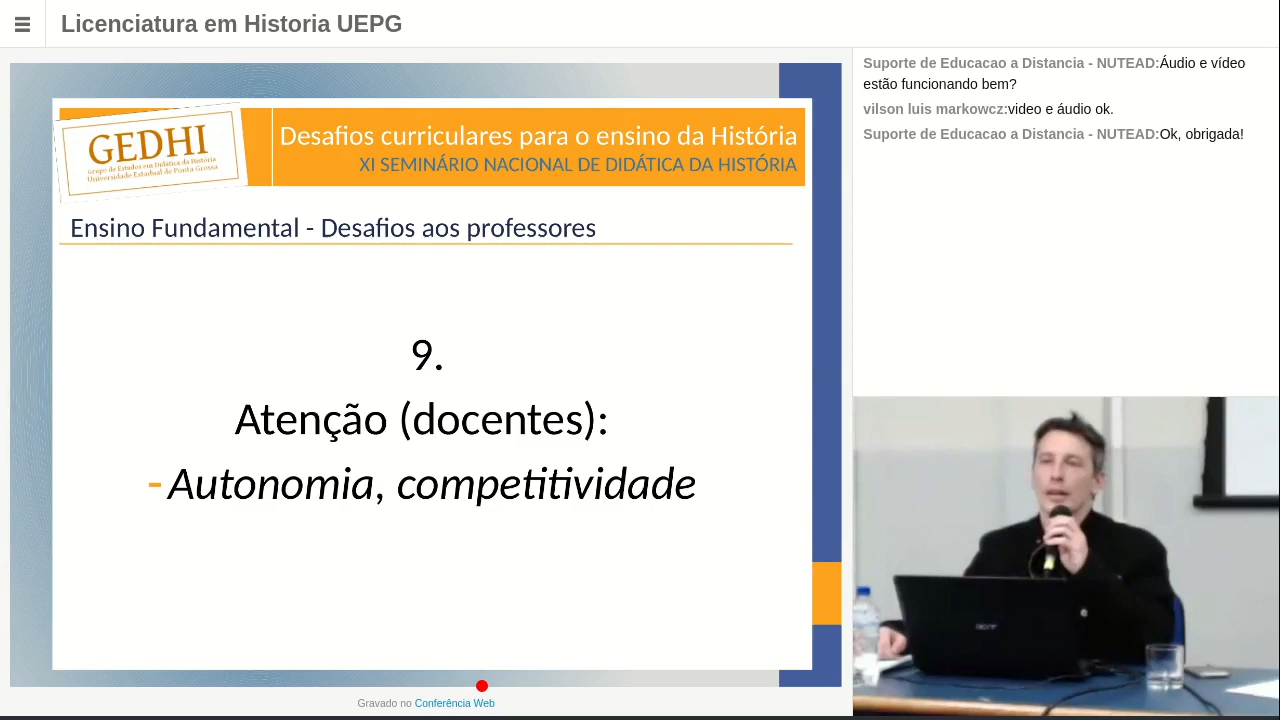 Licenciatura em Historia UEPG
GEDHI
Grupo de Estudos em Didática da História
Universidade Estadual de Ponta Grossa
Desafios curriculares para o ensino da História
XI SEMINÁRIO NACIONAL DE DIDÁTICA DA HISTÓRIA
Ensino Fundamental - Desafios aos professores
9.
Atenção (docentes):
- Autonomia, competitividade
Gravado no Conferência Web
Suporte de Educacao a Distancia - NUTEAD:Áudio e vídeo
estão funcionando bem?
vilson luis markowcz:video e áudio ok.
Suporte de Educacao a Distancia - NUTEAD:Ok, obrigada!
acer